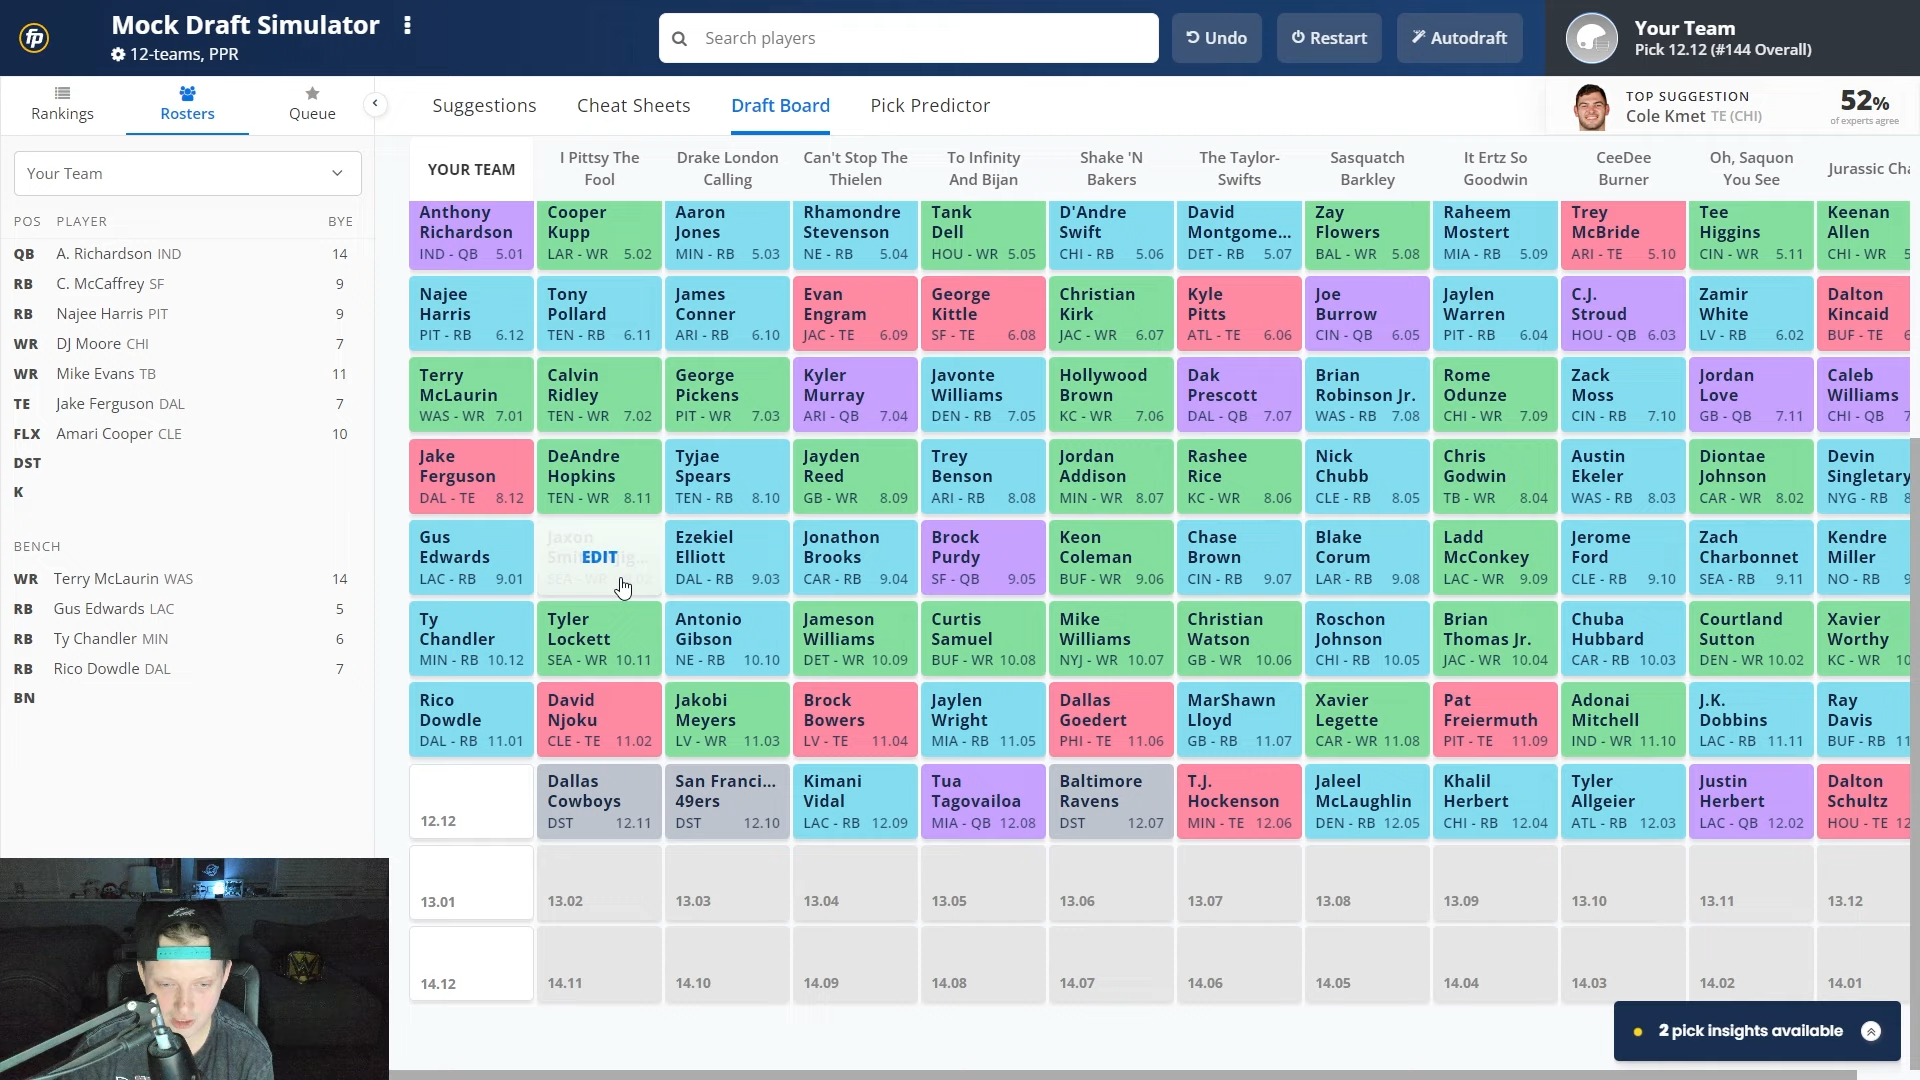 fp
Mock Draft Simulator
12-teams, PPR
Search players
Undo
Restart
Autodraft
Your Team
Pick 12.12 (#144 Overall)
Rankings
Rosters
Queue
Suggestions
Cheat Sheets
Draft Board
Pick Predictor
TOP SUGGESTION
Cole Kmet TE (CHI)
52%
of experts agree
Your Team
POS PLAYER BYE
QB A. Richardson IND 14
RB C. McCaffrey SF 9
RB Najee Harris PIT 9
WR DJ Moore CHI 7
WR Mike Evans TB 11
TE Jake Ferguson DAL 7
FLX Amari Cooper CLE 10
DST
K
BENCH
WR Terry McLaurin WAS 14
RB Gus Edwards LAC 5
RB Ty Chandler MIN 6
RB Rico Dowdle DAL 7
BN
YOUR TEAM
I Pittsy The
Fool
Drake London
Calling
Can't Stop The
Thielen
To Infinity
And Bijan
Shake 'N
Bakers
The Taylor-
Swifts
Sasquatch
Barkley
It Ertz So
Goodwin
CeeDee
Burner
Oh, Saquon
You See
Jurassic Cha
Anthony
Richardson
IND - QB 5.01
Cooper
Kupp
LAR - WR 5.02
Aaron
Jones
MIN - RB 5.03
Rhamondre
Stevenson
NE - RB 5.04
Tank
Dell
HOU - WR 5.05
D'Andre
Swift
CHI - RB 5.06
David
Montgome...
DET - RB 5.07
Zay
Flowers
BAL - WR 5.08
Raheem
Mostert
MIA - RB 5.09
Trey
McBride
ARI - TE 5.10
Tee
Higgins
CIN - WR 5.11
Keenan
Allen
CHI - WR 5
Najee
Harris
PIT - RB 6.12
Tony
Pollard
TEN - RB 6.11
James
Conner
ARI - RB 6.10
Evan
Engram
JAC - TE 6.09
George
Kittle
SF - TE 6.08
Christian
Kirk
JAC - WR 6.07
Kyle
Pitts
ATL - TE 6.06
Joe
Burrow
CIN - QB 6.05
Jaylen
Warren
PIT - RB 6.04
C.J.
Stroud
HOU - QB 6.03
Zamir
White
LV - RB 6.02
Dalton
Kincaid
BUF - TE 6
Terry
McLaurin
WAS - WR 7.01
Calvin
Ridley
TEN - WR 7.02
George
Pickens
PIT - WR 7.03
Kyler
Murray
ARI - QB 7.04
Javonte
Williams
DEN - RB 7.05
Hollywood
Brown
KC - WR 7.06
Dak
Prescott
DAL - QB 7.07
Brian
Robinson Jr.
WAS - RB 7.08
Rome
Odunze
CHI - WR 7.09
Zack
Moss
CIN - RB 7.10
Jordan
Love
GB - QB 7.11
Caleb
Williams
CHI - QB 7
Jake
Ferguson
DAL - TE 8.12
DeAndre
Hopkins
TEN - WR 8.11
Tyjae
Spears
TEN - RB 8.10
Jayden
Reed
GB - WR 8.09
Trey
Benson
ARI - RB 8.08
Jordan
Addison
MIN - WR 8.07
Rashee
Rice
KC - WR 8.06
Nick
Chubb
CLE - RB 8.05
Chris
Godwin
TB - WR 8.04
Austin
Ekeler
WAS - RB 8.03
Diontae
Johnson
CAR - WR 8.02
Devin
Singletary
NYG - RB 8
Gus
Edwards
LAC - RB 9.01
Jaxon
EDIT
Ezekiel
Elliott
DAL - RB 9.03
Jonathon
Brooks
CAR - RB 9.04
Brock
Purdy
SF - QB 9.05
Keon
Coleman
BUF - WR 9.06
Chase
Brown
CIN - RB 9.07
Blake
Corum
LAR - RB 9.08
Ladd
McConkey
LAC - WR 9.09
Jerome
Ford
CLE - RB 9.10
Zach
Charbonnet
SEA - RB 9.11
Kendre
Miller
NO - RB 9
Ty
Chandler
MIN - RB 10.12
Tyler
Lockett
SEA - WR 10.11
Antonio
Gibson
NE - RB 10.10
Jameson
Williams
DET - WR 10.09
Curtis
Samuel
BUF - WR 10.08
Mike
Williams
NYJ - WR 10.07
Christian
Watson
GB - WR 10.06
Roschon
Johnson
CHI - RB 10.05
Brian
Thomas Jr.
JAC - WR 10.04
Chuba
Hubbard
CAR - RB 10.03
Courtland
Sutton
DEN - WR 10.02
Xavier
Worthy
KC - WR 10
Rico
Dowdle
DAL - RB 11.01
David
Njoku
CLE - TE 11.02
Jakobi
Meyers
LV - WR 11.03
Brock
Bowers
LV - TE 11.04
Jaylen
Wright
MIA - RB 11.05
Dallas
Goedert
PHI - TE 11.06
MarShawn
Lloyd
GB - RB 11.07
Xavier
Legette
CAR - WR 11.08
Pat
Freiermuth
PIT - TE 11.09
Adonai
Mitchell
IND - WR 11.10
J.K.
Dobbins
LAC - RB 11.11
Ray
Davis
BUF - RB 11
12.12
Dallas
Cowboys
DST 12.11
San Franci...
49ers
DST 12.10
Kimani
Vidal
LAC - RB 12.09
Tua
Tagovailoa
MIA - QB 12.08
Baltimore
Ravens
DST 12.07
T.J.
Hockenson
MIN - TE 12.06
Jaleel
McLaughlin
DEN - RB 12.05
Khalil
Herbert
CHI - RB 12.04
Tyler
Allgeier
ATL - RB 12.03
Justin
Herbert
LAC - QB 12.02
Dalton
Schultz
HOU - TE 12
13.01 13.02 13.03 13.04 13.05 13.06 13.07 13.08 13.09 13.10 13.11 13.12
14.12 14.11 14.10 14.09 14.08 14.07 14.06 14.05 14.04 14.03 14.02 14.01
2 pick insights available